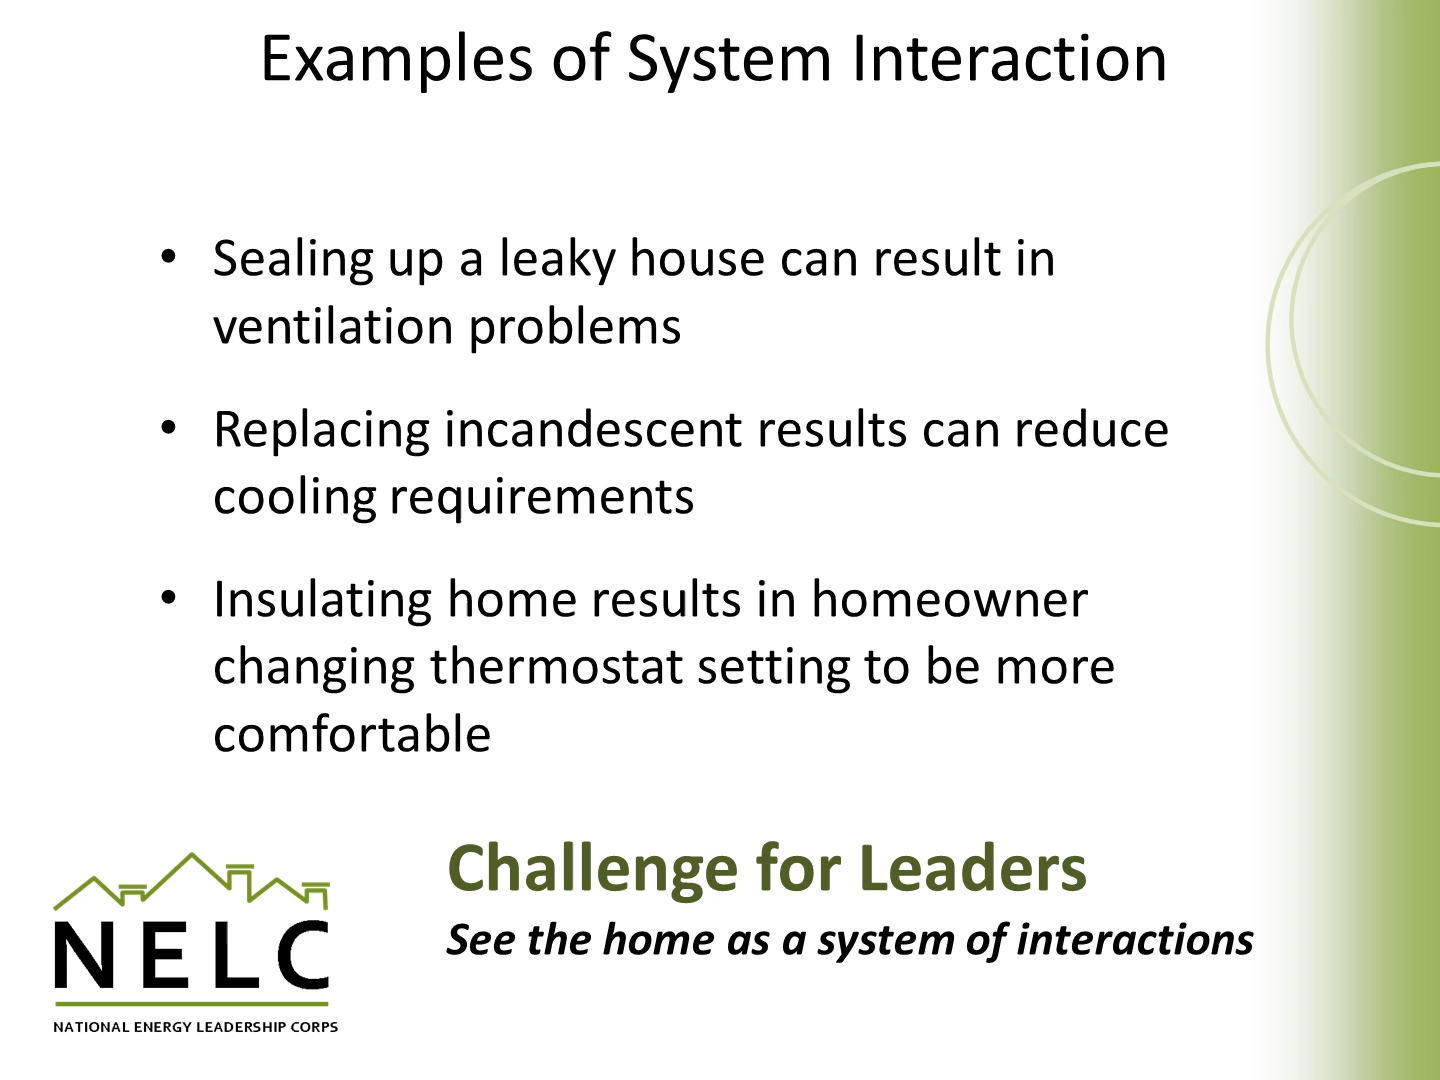 Examples of System Interaction
• Sealing up a leaky house can result in
ventilation problems
• Replacing incandescent results can reduce
cooling requirements
• Insulating home results in homeowner
changing thermostat setting to be more
comfortable
Challenge for Leaders
See the home as a system of interactions
NELC
NATIONAL ENERGY LEADERSHIP CORPS